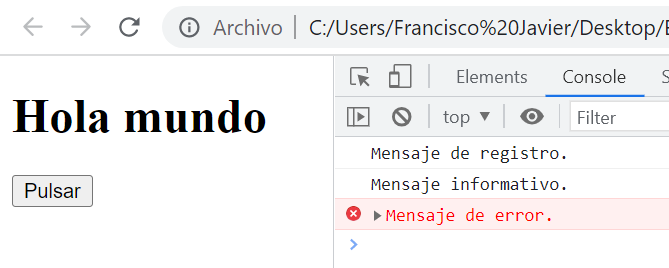 Archivo | C:/Users/Francisco%20Javier/Desktop/
Hola mundo
Pulsar
Elements Console
top ▼ Filter
Mensaje de registro.
Mensaje informativo.
Mensaje de error.